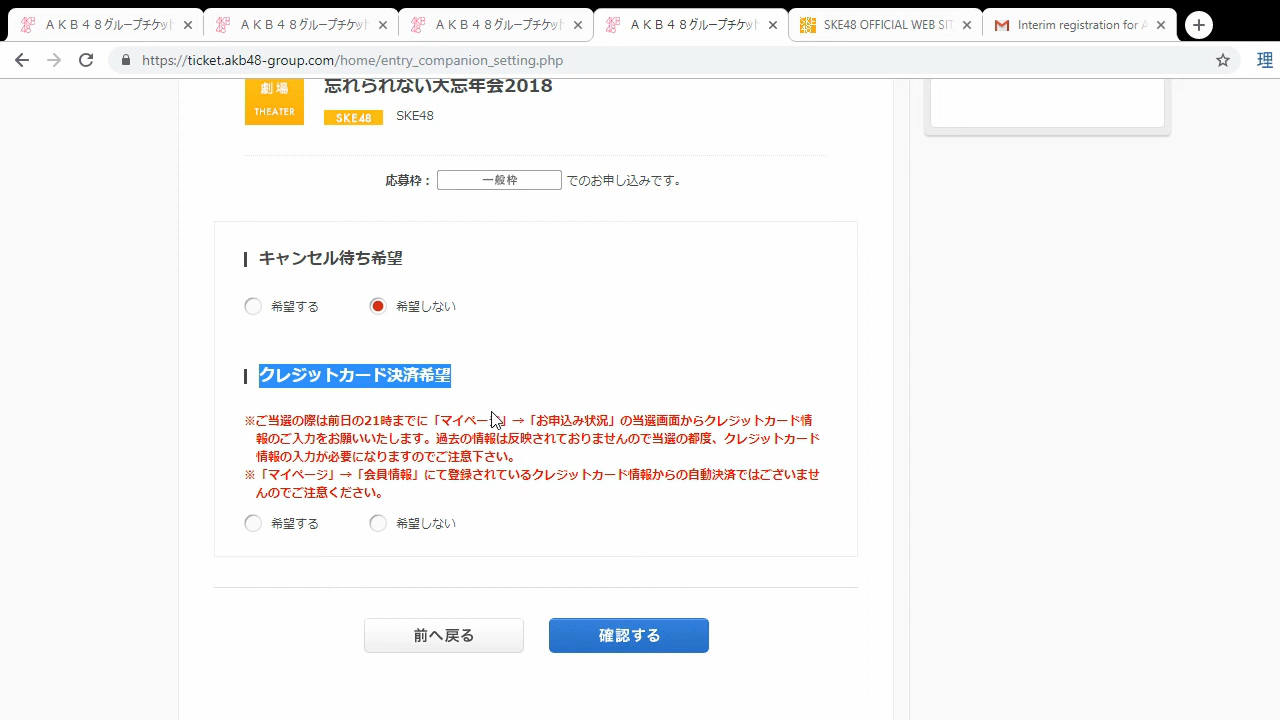 ＡＫＢ４８グループチケット
ＡＫＢ４８グループチケット
ＡＫＢ４８グループチケット
ＡＫＢ４８グループチケット
SKE48 OFFICIAL WEB SIT
Interim registration for A
https://ticket.akb48-group.com/home/entry_companion_setting.php
理
劇場
THEATER
忘れられない大忘年会2018
SKE48 SKE48
応募枠： 一般枠 でのお申し込みです。
キャンセル待ち希望
希望する 希望しない
クレジットカード決済希望
※ご当選の際は前日の21時までに「マイページ」→「お申込み状況」の当選画面からクレジットカード情
報のご入力をお願いいたします。過去の情報は反映されておりませんので当選の都度、クレジットカード
情報の入力が必要になりますのでご注意下さい。
※「マイページ」→「会員情報」にて登録されているクレジットカード情報からの自動決済ではございませ
んのでご注意ください。
希望する 希望しない
前へ戻る 確認する